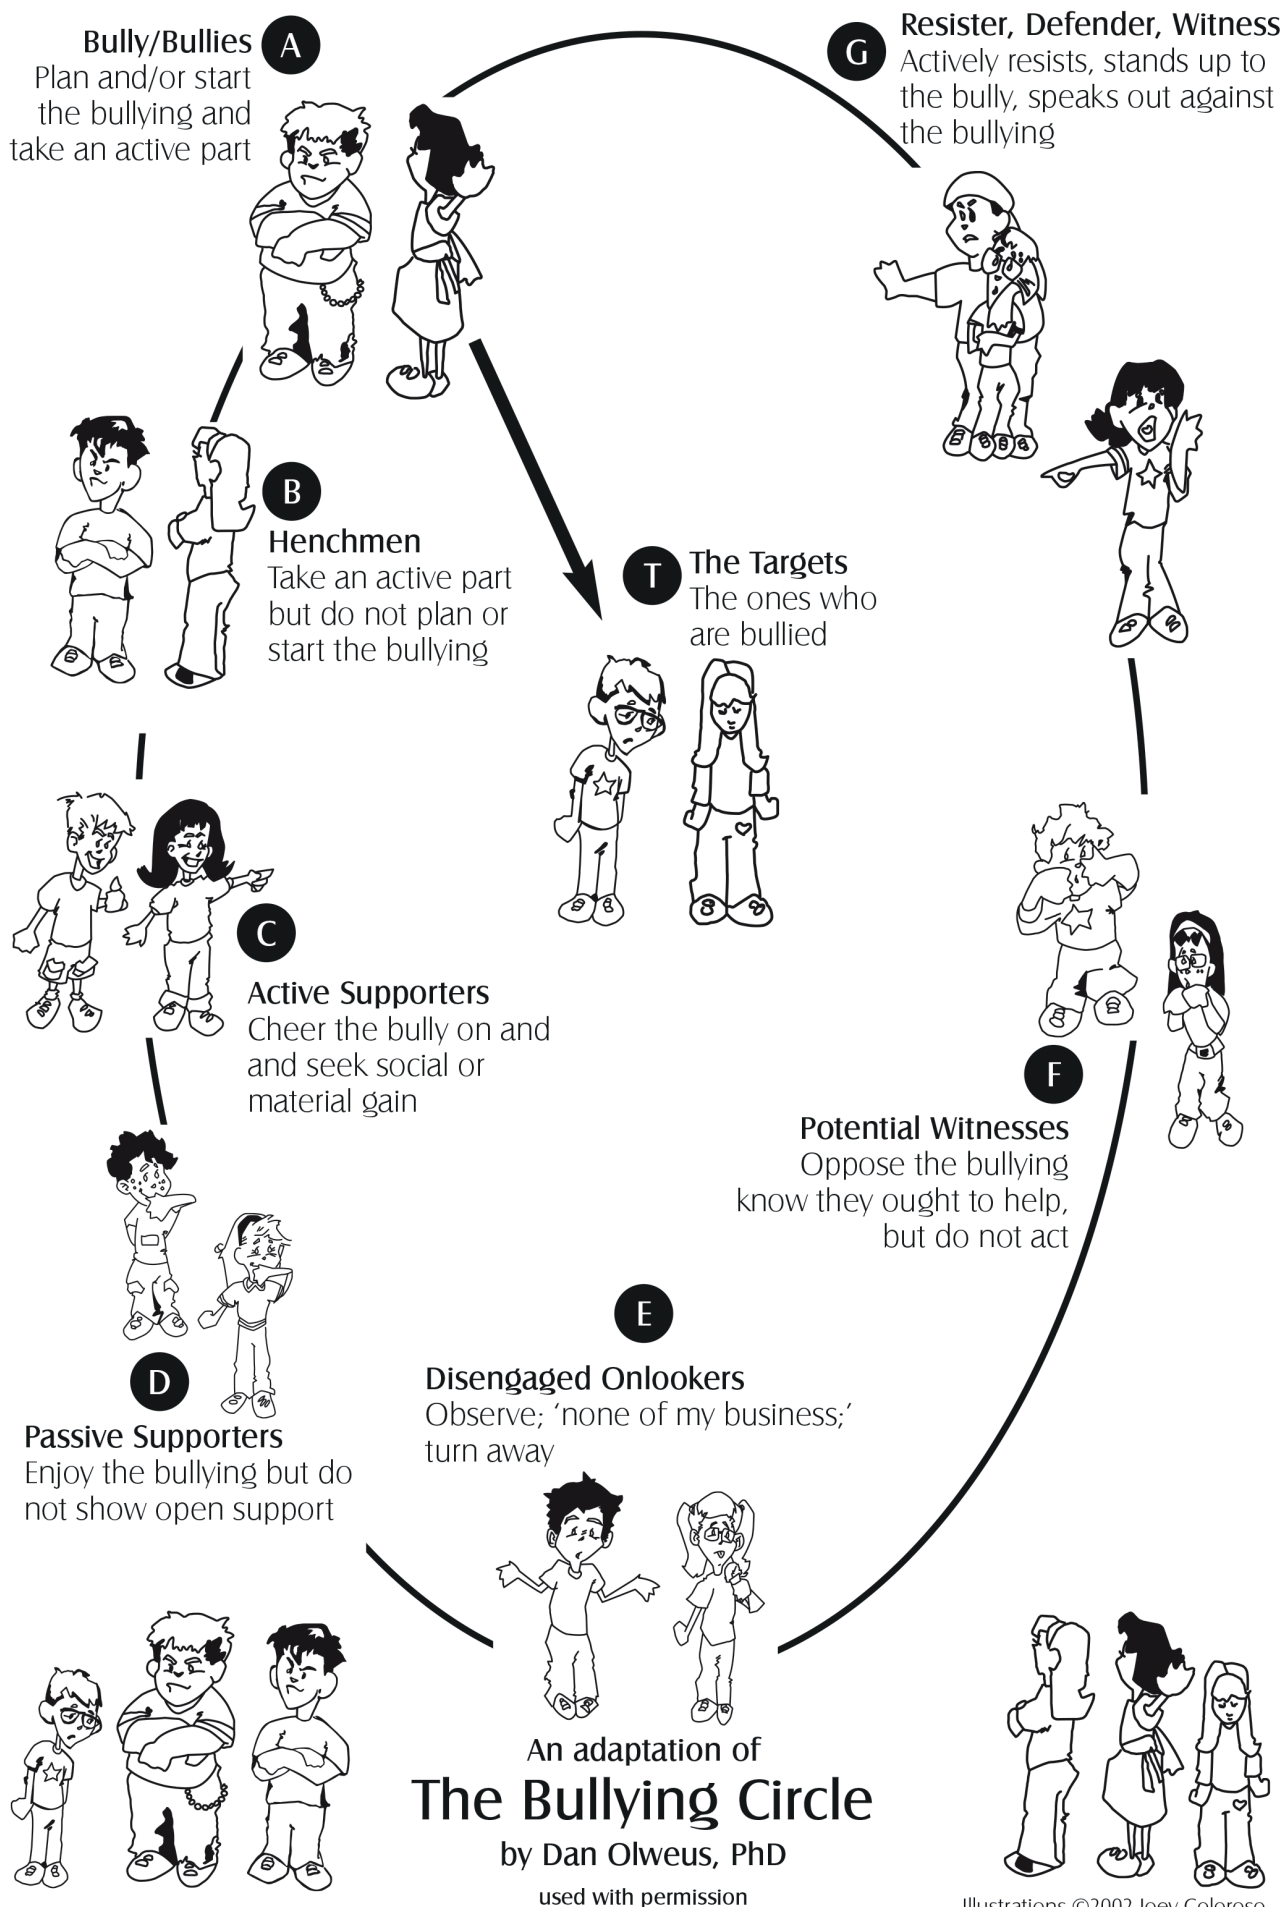 A
Bully/Bullies
Plan and/or start
the bullying and
take an active part
G
Resister, Defender, Witness
Actively resists, stands up to
the bully, speaks out against
the bullying
B
Henchmen
Take an active part
but do not plan or
start the bullying
T
The Targets
The ones who
are bullied
C
Active Supporters
Cheer the bully on and
and seek social or
material gain
F
Potential Witnesses
Oppose the bullying
know they ought to help,
but do not act
D
Passive Supporters
Enjoy the bullying but do
not show open support
E
Disengaged Onlookers
Observe; ‘none of my business;’
turn away
An adaptation of
The Bullying Circle
by Dan Olweus, PhD
used with permission
Illustrations ©2002 Joey Coloroso